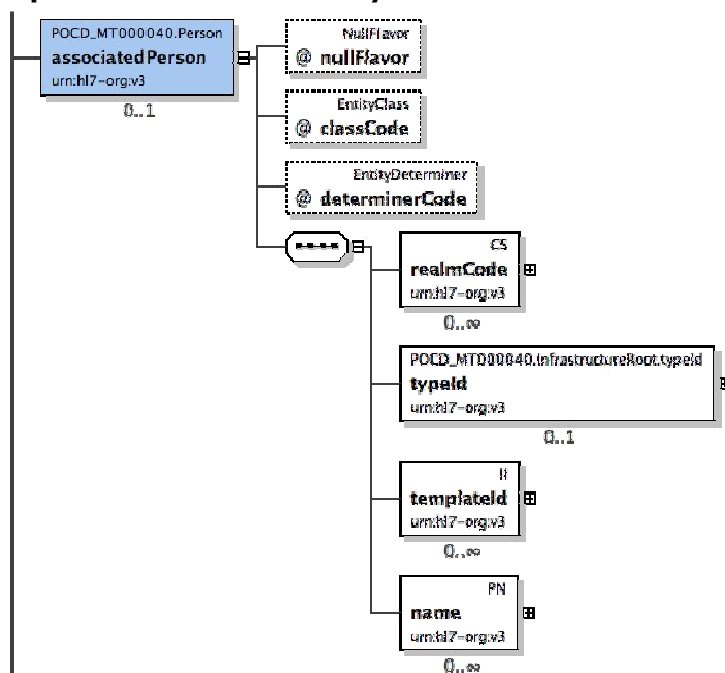 POCD_MT000040.Person
associatedPerson
urn:hl7-org:v3
0..1
NullFlavor
@ nullFlavor
EntityClass
@ classCode
EntityDeterminer
@ determinerCode
CS
realmCode
urn:hl7-org:v3
0..∞
POCD_MT000040.InfrastructureRoot.typeId
typeId
urn:hl7-org:v3
0..1
II
templateId
urn:hl7-org:v3
0..∞
PN
name
urn:hl7-org:v3
0..∞